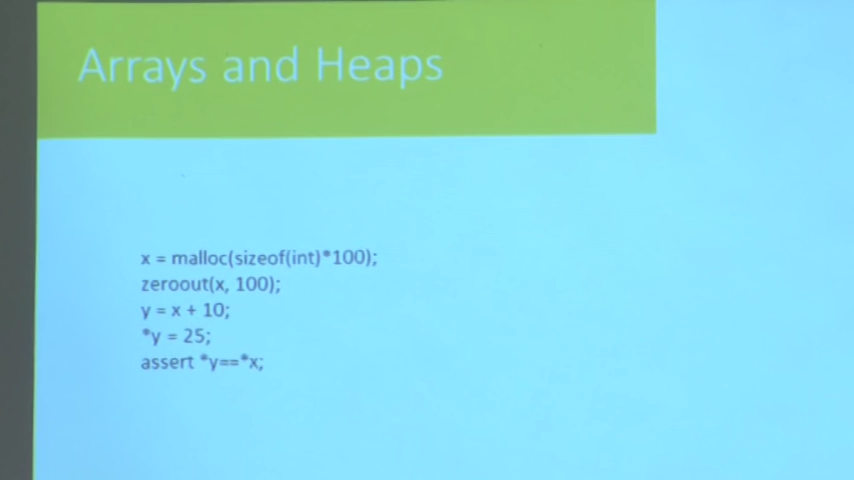 Arrays and Heaps
x = malloc(sizeof(int)*100);
zeroout(x, 100);
y = x + 10;
*y = 25;
assert *y==*x;